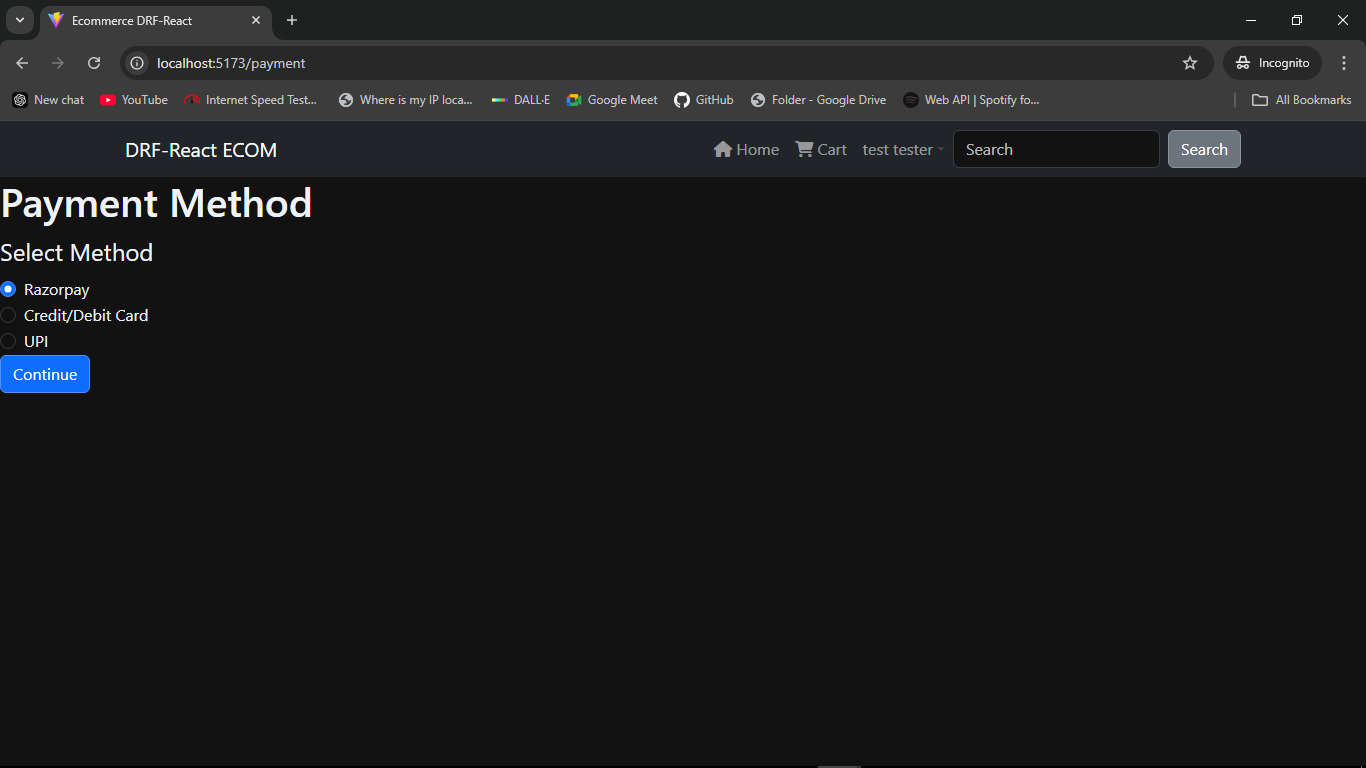 Ecommerce DRF-React
localhost:5173/payment
Incognito
New chat YouTube Internet Speed Test... Where is my IP loca... DALL·E Google Meet GitHub Folder - Google Drive Web API | Spotify fo... All Bookmarks
DRF-React ECOM Home Cart test tester Search Search
Payment Method
Select Method
Razorpay
Credit/Debit Card
UPI
Continue